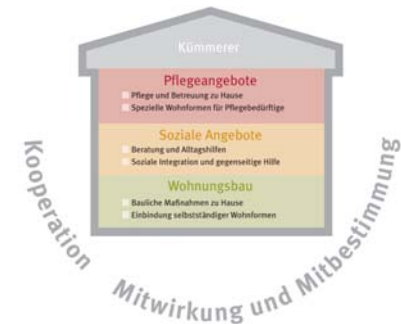 Kümmerer
Pflegeangebote
Pflege und Betreuung zu Hause
Spezielle Wohnformen für Pflegebedürftige
Soziale Angebote
Beratung und Alltagshilfen
Soziale Integration und gegenseitige Hilfe
Wohnungsbau
Bauliche Maßnahmen zu Hause
Einbindung selbstständiger Wohnformen
Kooperation
Mitwirkung und Mitbestimmung